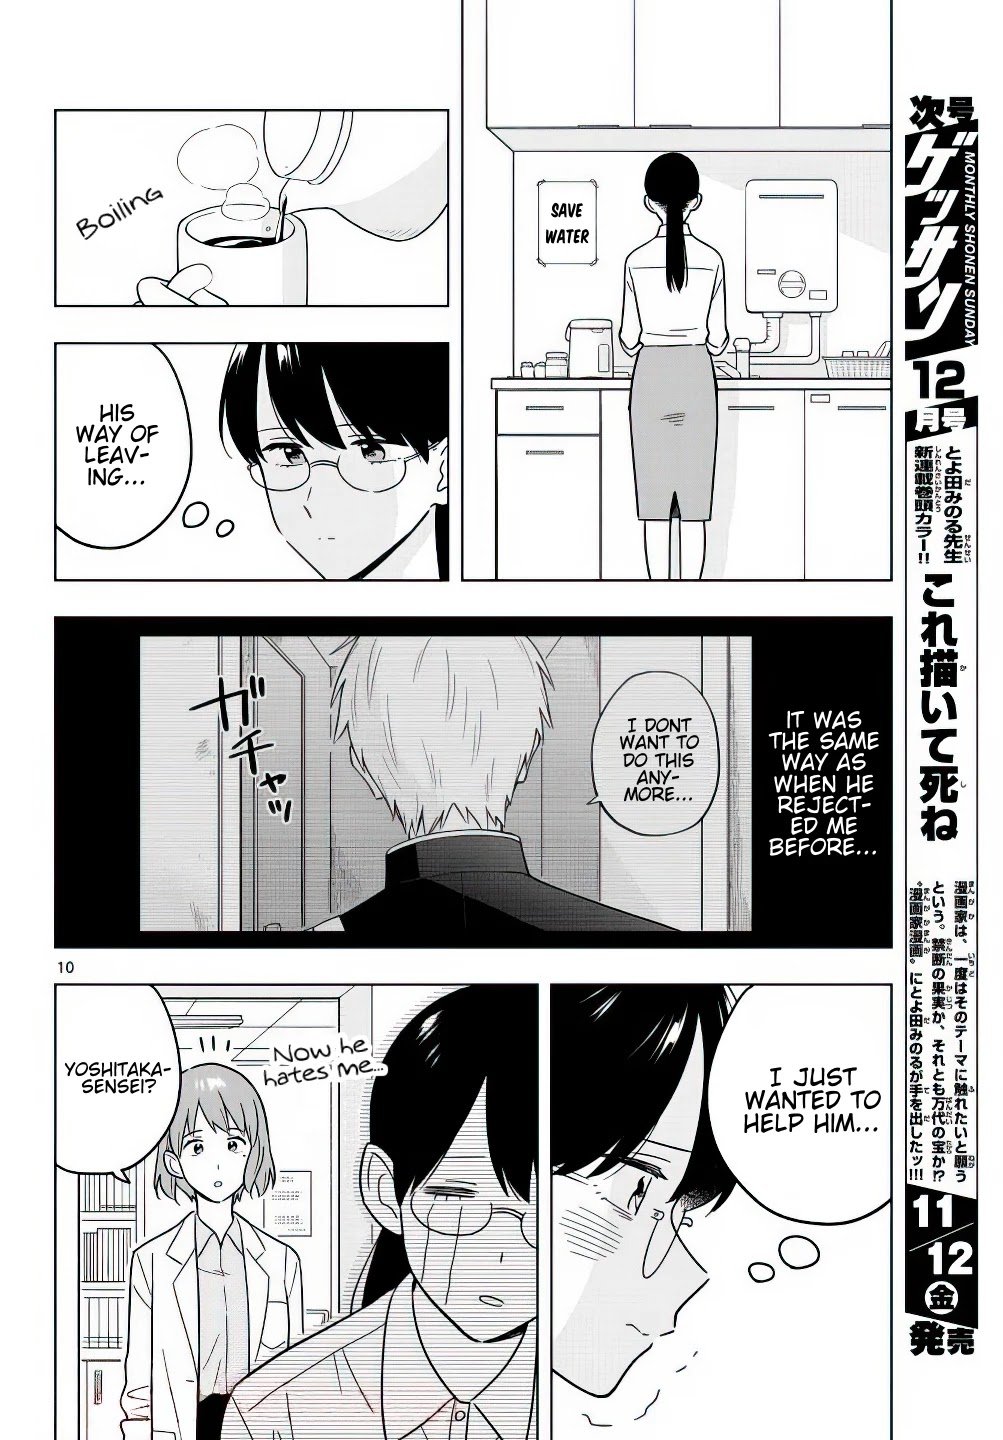 SAVE
WATER
Boiling
HIS
WAY OF
LEAV-
ING...
ガチャッ
I DONT
WANT TO
DO THIS
ANY-
MORE...
IT WAS
THE SAME
WAY AS
WHEN HE
REJECT-
ED ME
BEFORE...
10
I JUST
WANTED TO
HELP HIM...
Now he
hates me...
YOSHITAKA-
SENSEI?
次号
ゲッサン
MONTHLY SHONEN SUNDAY
12
月号
とよ田みのる先生
新連載巻頭カラー!!
これ描いて死ね
漫画家は、一度はそのテーマに触れたいと願う
という。禁断の果実か、それとも万代の宝か!?
“漫画家漫画”にとよ田みのるが手を出したッ!!!
11/12
金
発売